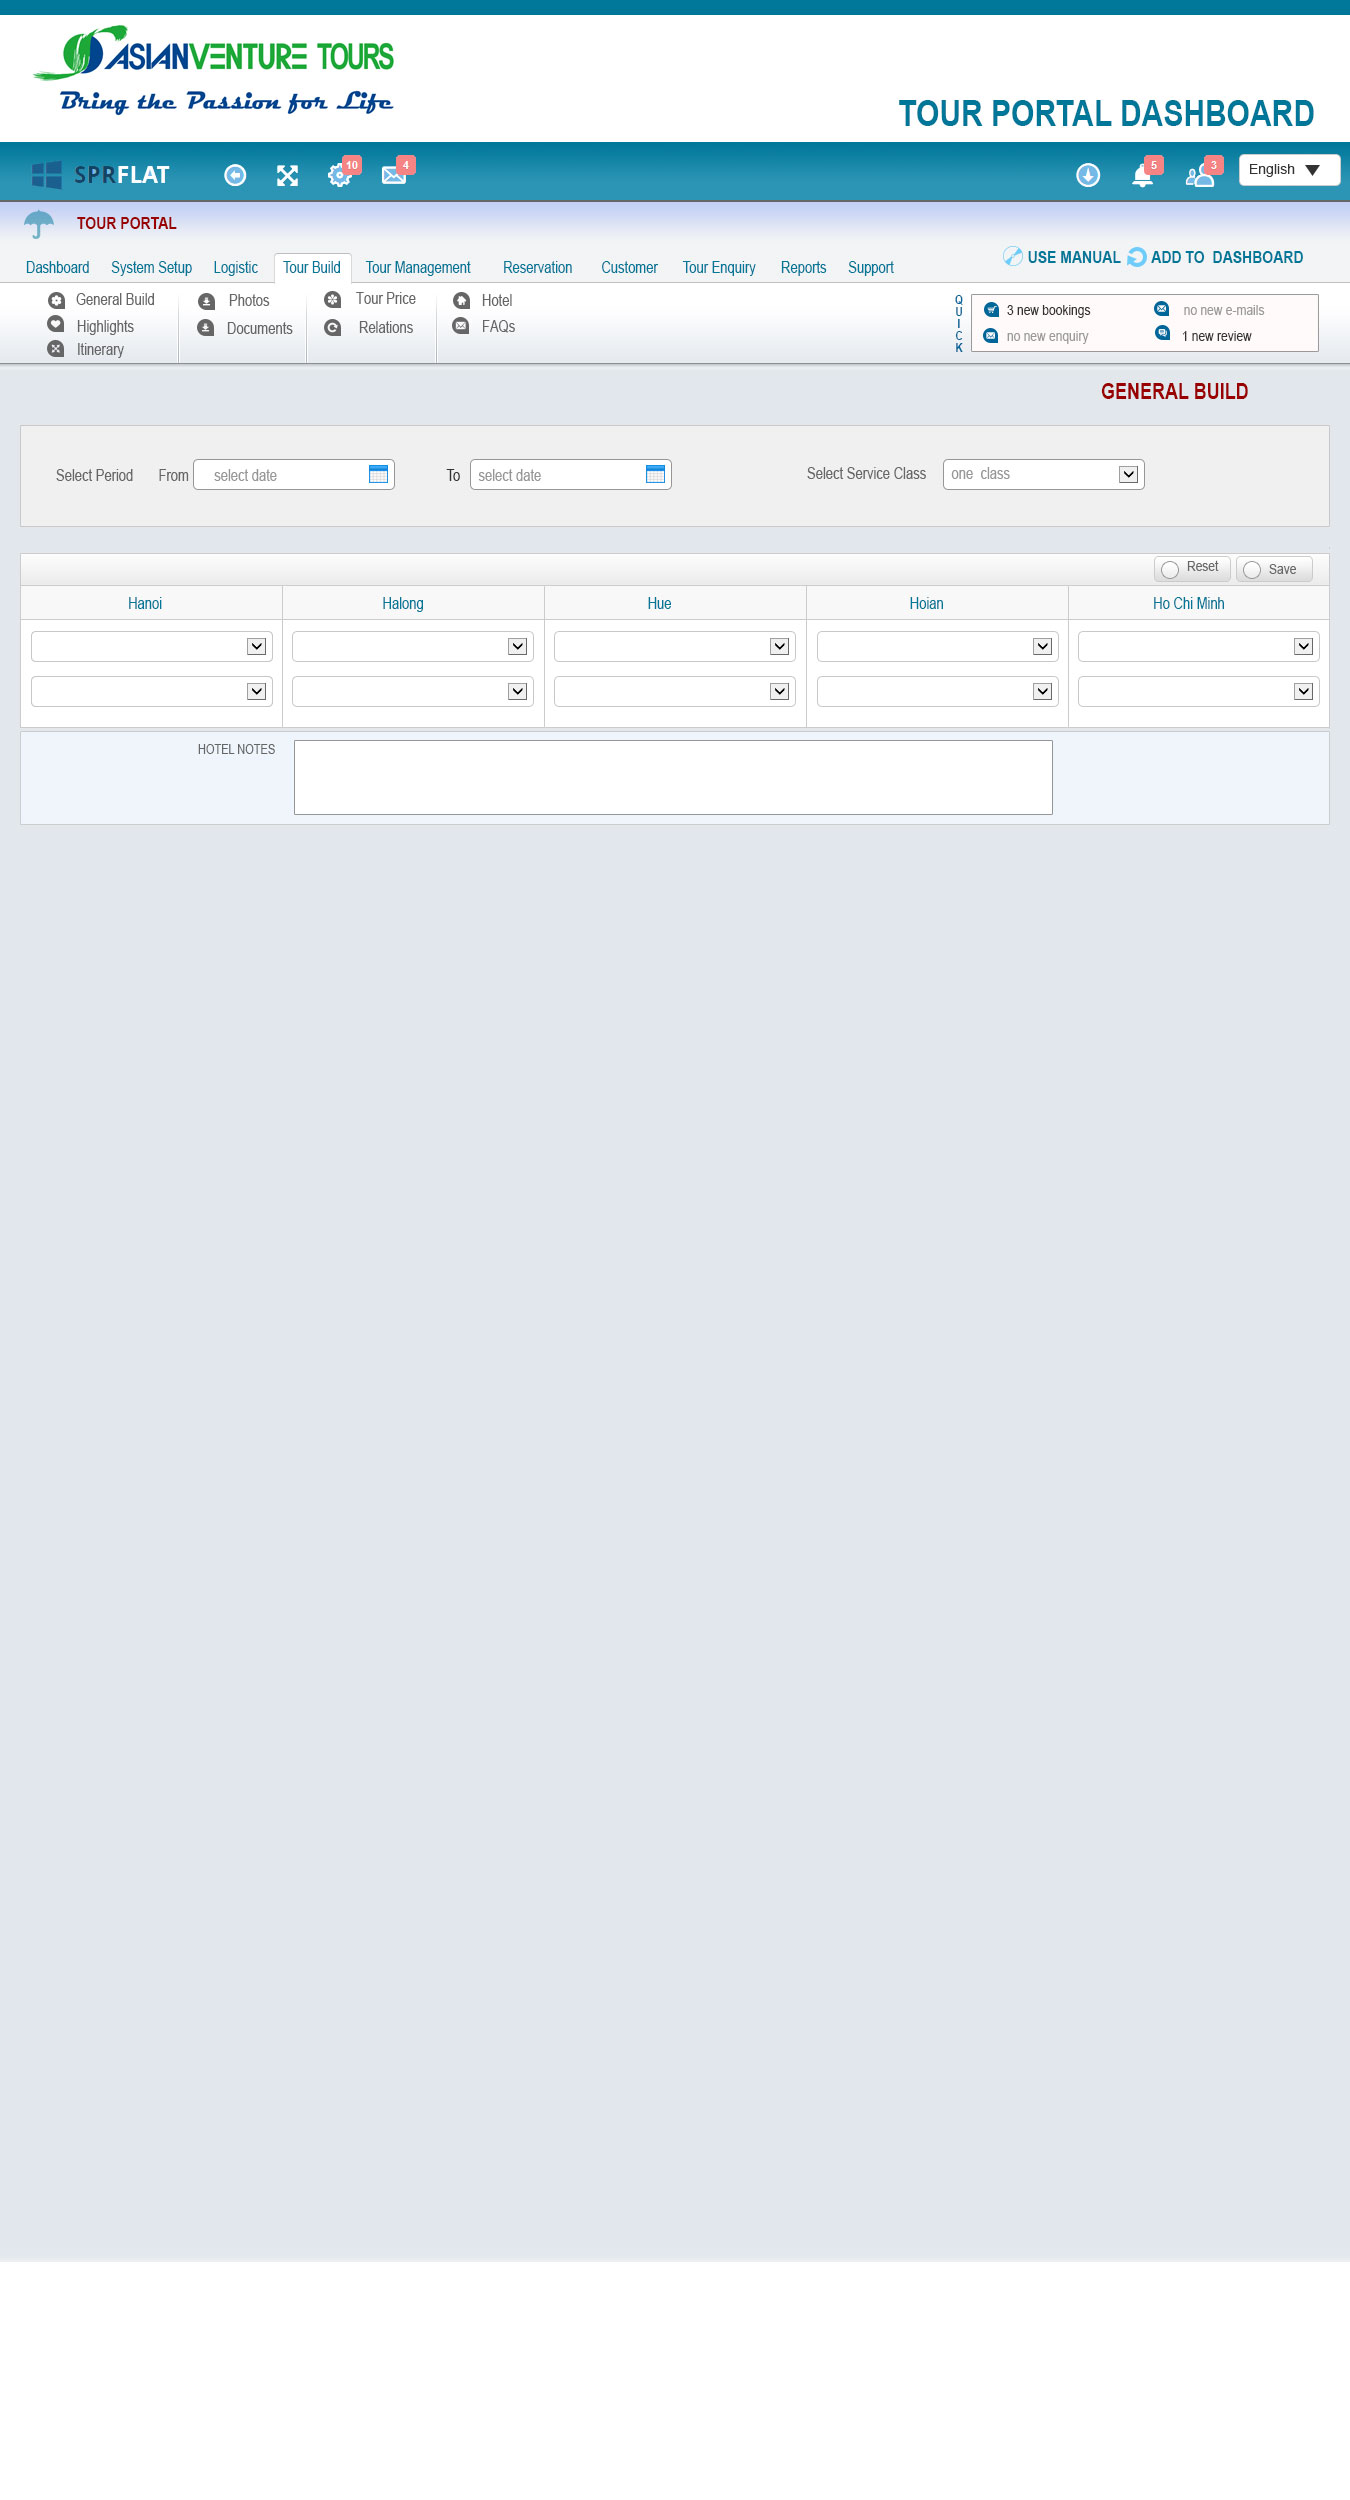 ASIANVENTURE TOURS
Bring the Passion for Life
TOUR PORTAL DASHBOARD
SPRFLAT
10
4
5
3
English
TOUR PORTAL
Dashboard System Setup Logistic Tour Build Tour Management Reservation Customer Tour Enquiry Reports Support
USE MANUAL ADD TO DASHBOARD
General Build Photos Tour Price Hotel
Highlights Documents Relations FAQs
Itinerary
QUICK
3 new bookings no new e-mails
no new enquiry 1 new review
GENERAL BUILD
Select Period From select date To select date Select Service Class one class
Reset Save
Hanoi Halong Hue Hoian Ho Chi Minh
HOTEL NOTES